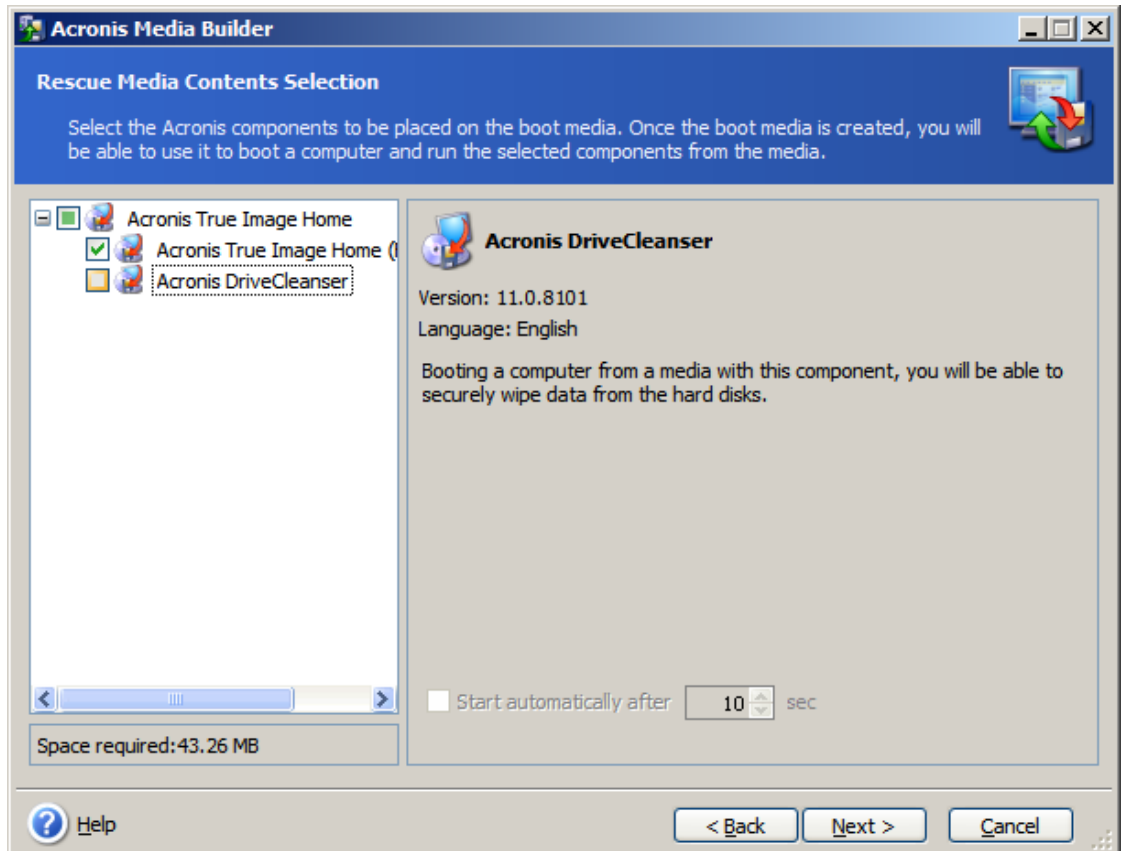 Acronis Media Builder
Rescue Media Contents Selection
Select the Acronis components to be placed on the boot media. Once the boot media is created, you will
be able to use it to boot a computer and run the selected components from the media.
Acronis True Image Home
Acronis True Image Home (
Acronis DriveCleanser
Acronis DriveCleanser
Version: 11.0.8101
Language: English
Booting a computer from a media with this component, you will be able to
securely wipe data from the hard disks.
Start automatically after 10 sec
Space required:43.26 MB
Help
< Back
Next >
Cancel